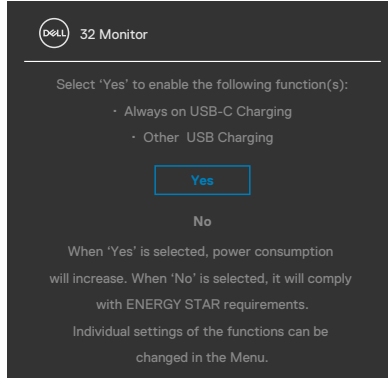 DELL
32 Monitor
Select ‘Yes’ to enable the following function(s):
· Always on USB-C Charging
· Other USB Charging
Yes
No
When ‘Yes’ is selected, power consumption
will increase. When ‘No’ is selected, it will comply
with ENERGY STAR requirements.
Individual settings of the functions can be
changed in the Menu.